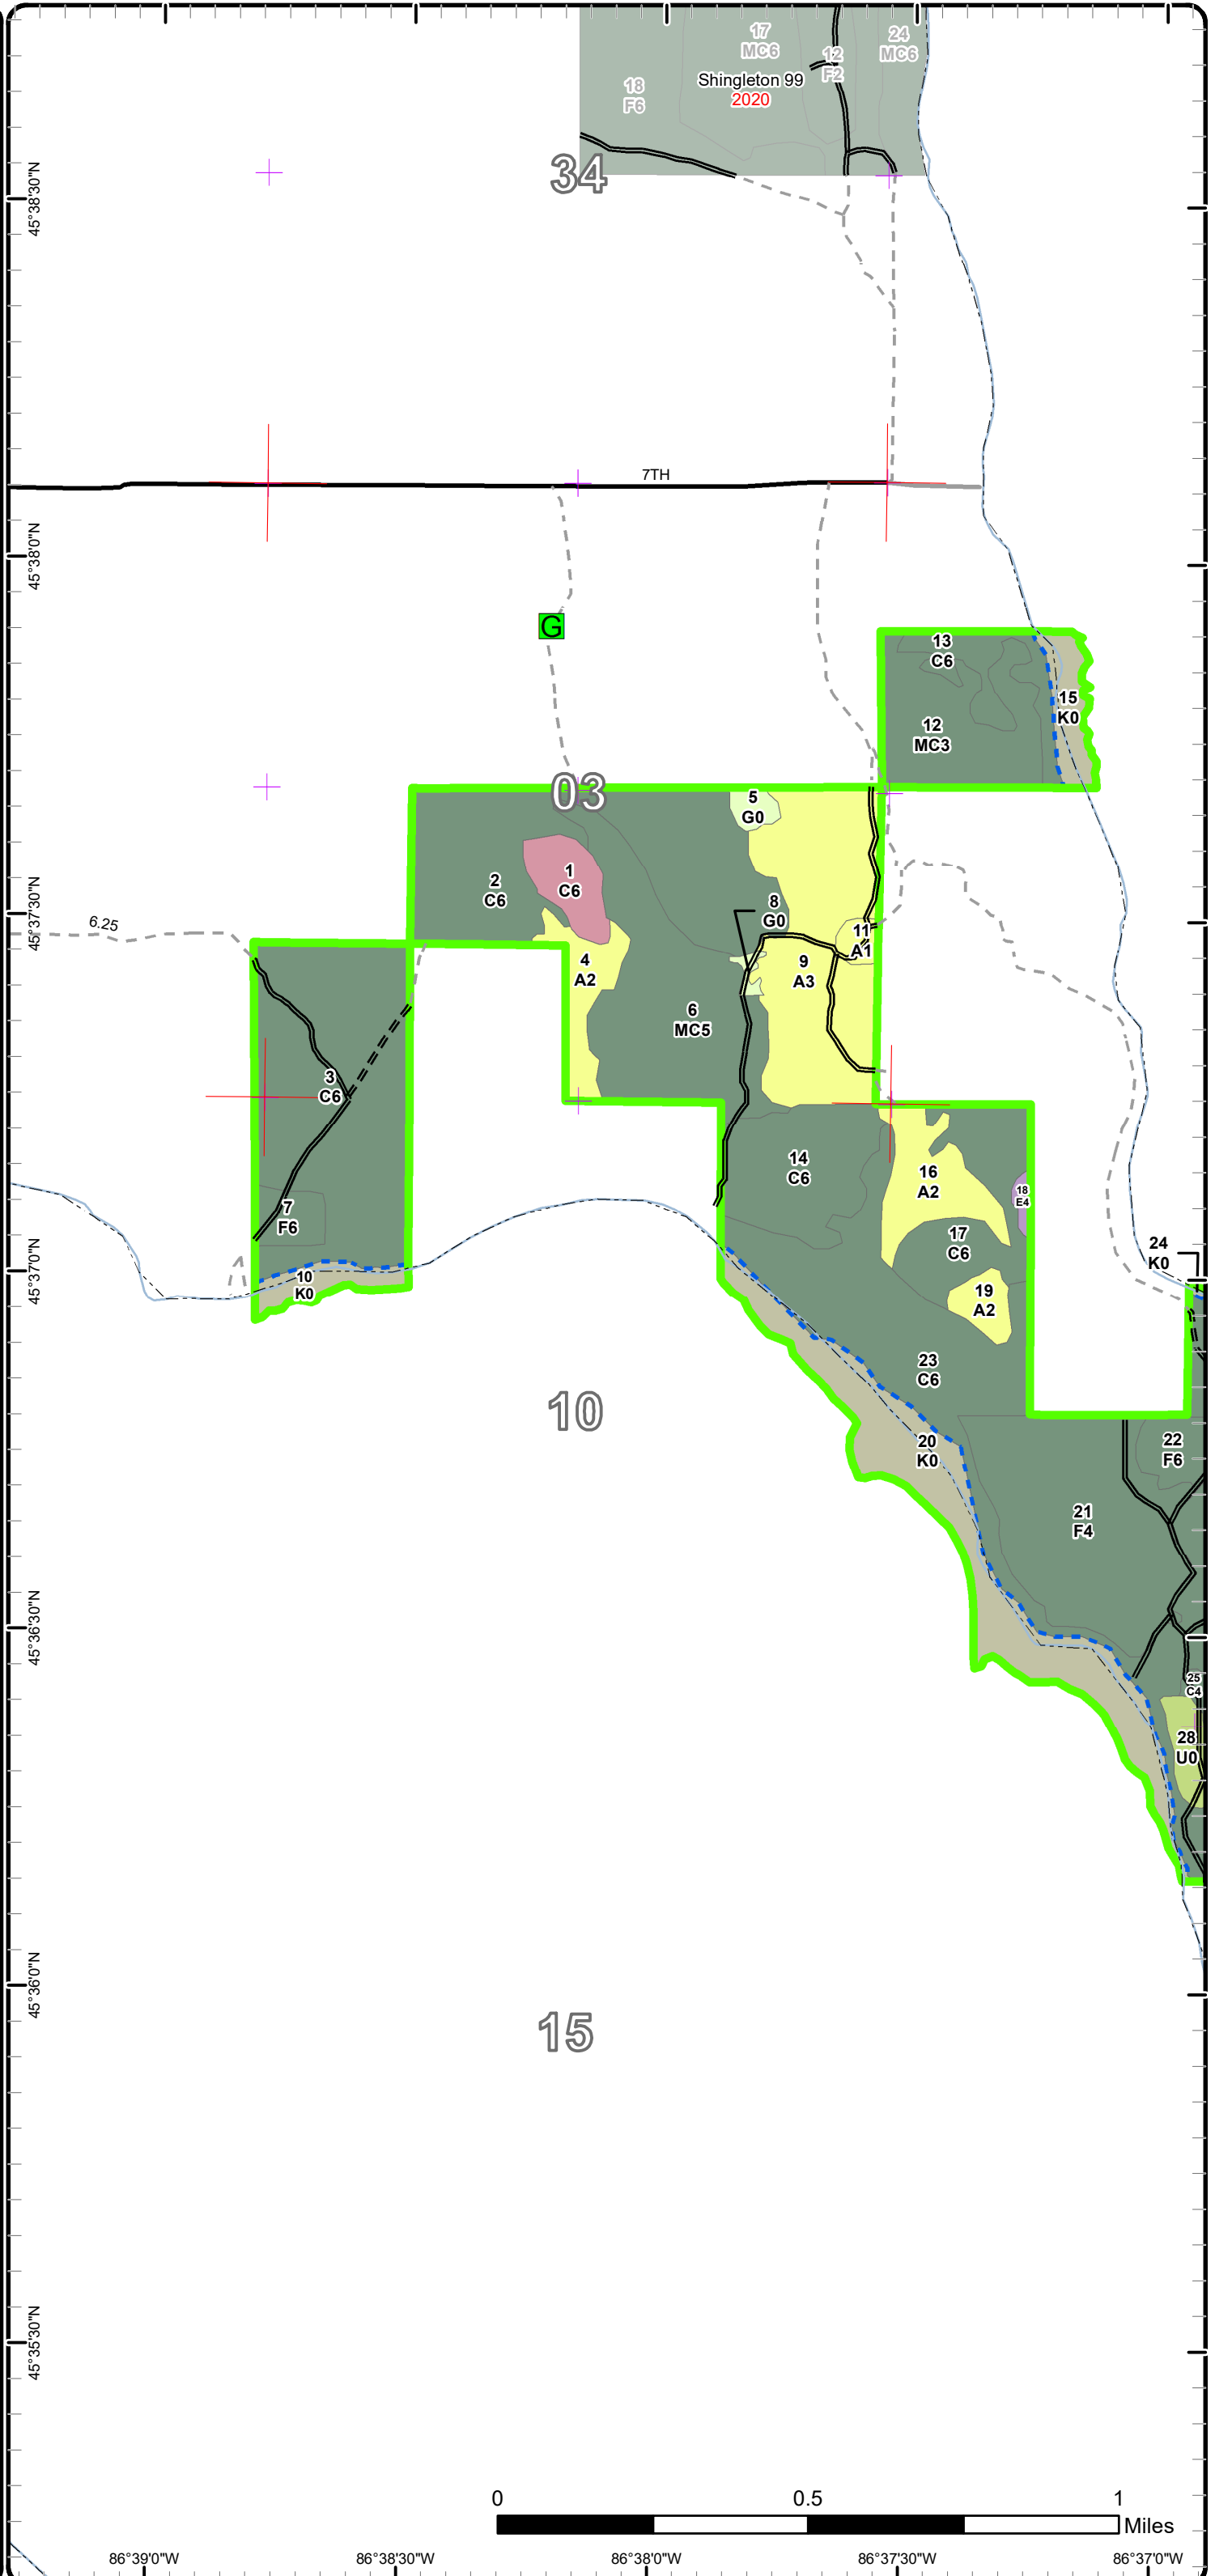 17
MC6
24
MC6
12
F2
18
F6
Shingleton 99
2020
34
45°38'30"N
7TH
45°38'0"N
G
13
C6
15
K0
12
MC3
03
5
G0
1
C6
2
C6
8
G0
45°37'30"N
6.25
11
A1
4
A2
9
A3
6
MC5
3
C6
14
C6
16
A2
18
E4
7
F6
17
C6
24
K0
45°37'0"N
10
K0
19
A2
23
C6
10
20
K0
22
F6
21
F4
45°36'30"N
25
C4
28
U0
45°36'0"N
15
45°35'30"N
0 0.5 1
Miles
86°39'0"W 86°38'30"W 86°38'0"W 86°37'30"W 86°37'0"W